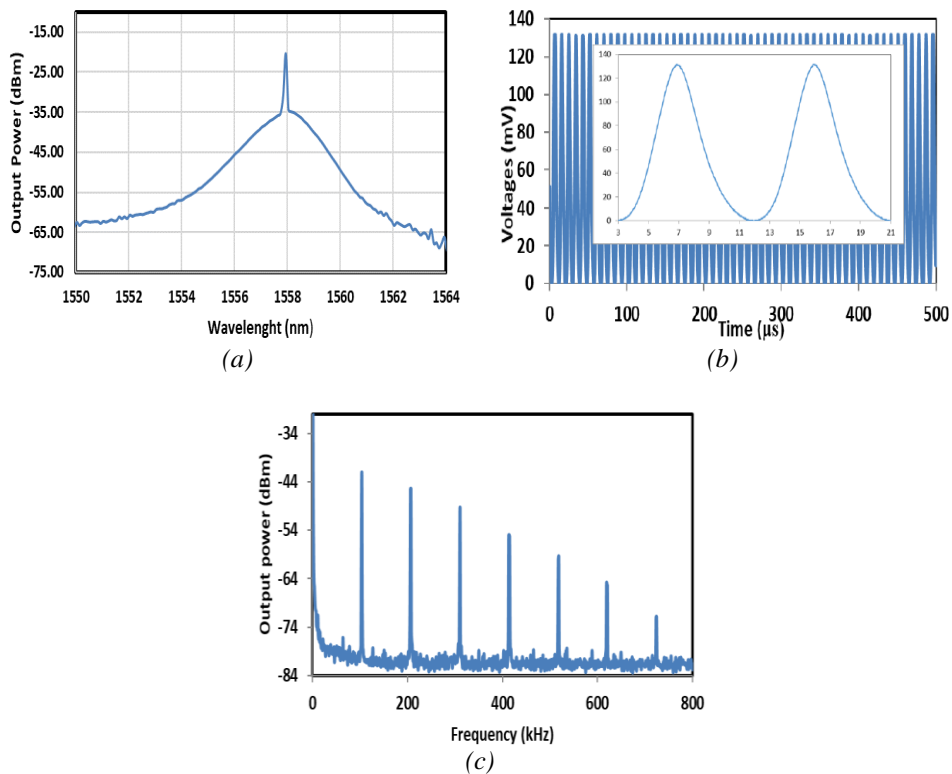 Output Power (dBm)
-15.00
-25.00
-35.00
-45.00
-55.00
-65.00
-75.00
1550 1552 1554 1556 1558 1560 1562 1564
Wavelenght (nm)
(a)
Voltages (mV)
140
120
100
80
60
40
20
0
0 100 200 300 400 500
Time (µs)
140
120
100
80
60
40
20
0
3 5 7 9 11 13 15 17 19 21
(b)
Output power (dBm)
-34
-44
-54
-64
-74
-84
0 200 400 600 800
Frequency (kHz)
(c)